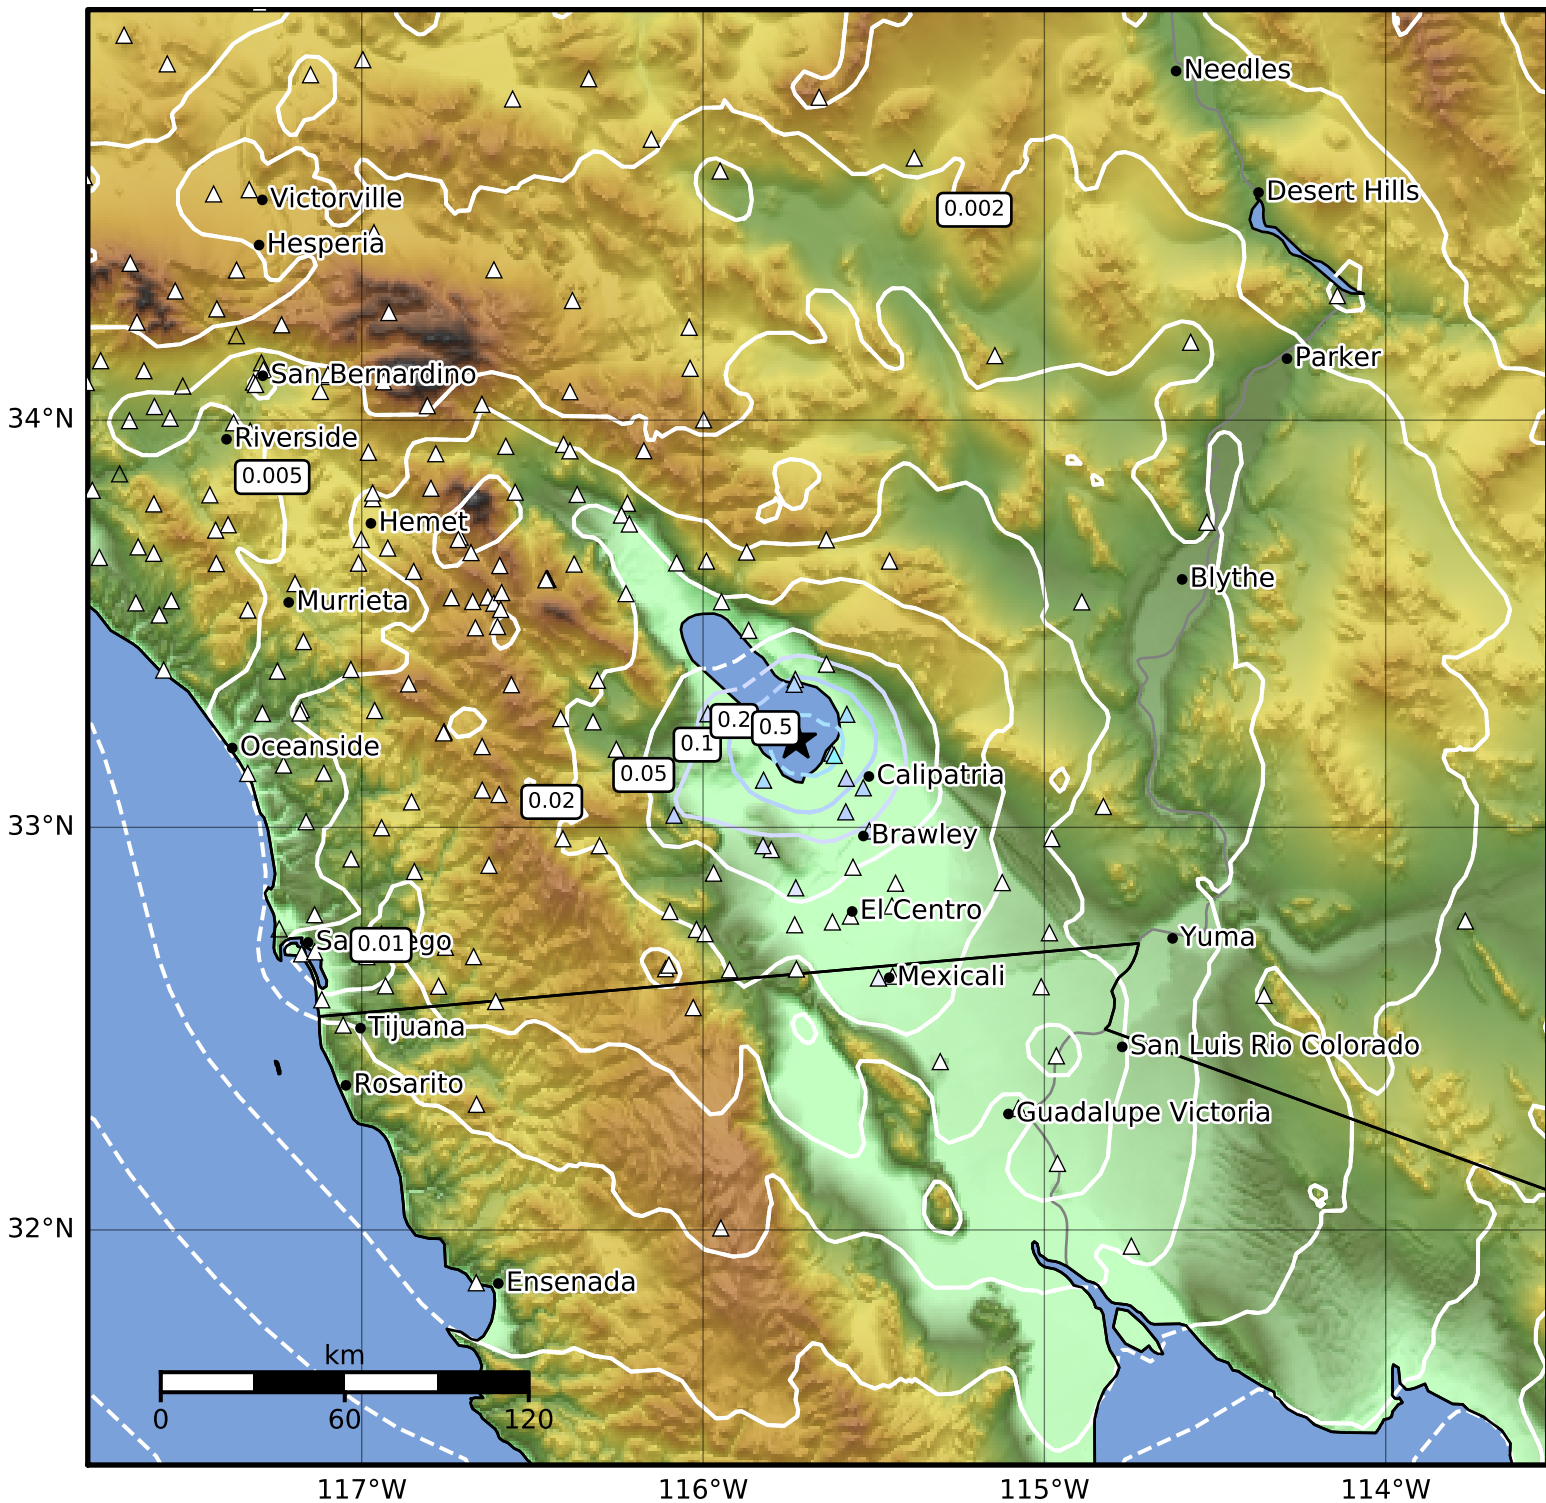 Needles
Desert Hills
Victorville
0.002
Hesperia
Parker
San Bernardino
34°N
Riverside
0.005
Hemet
Blythe
Murrieta
0.2
0.5
Oceanside
0.1
0.05
Calipatria
0.02
33°N
Brawley
El Centro
0.01
Yuma
Mexicali
Tijuana
San Luis Rio Colorado
Rosarito
Guadalupe Victoria
32°N
Ensenada
km
0 60 120
117°W 116°W 115°W 114°W